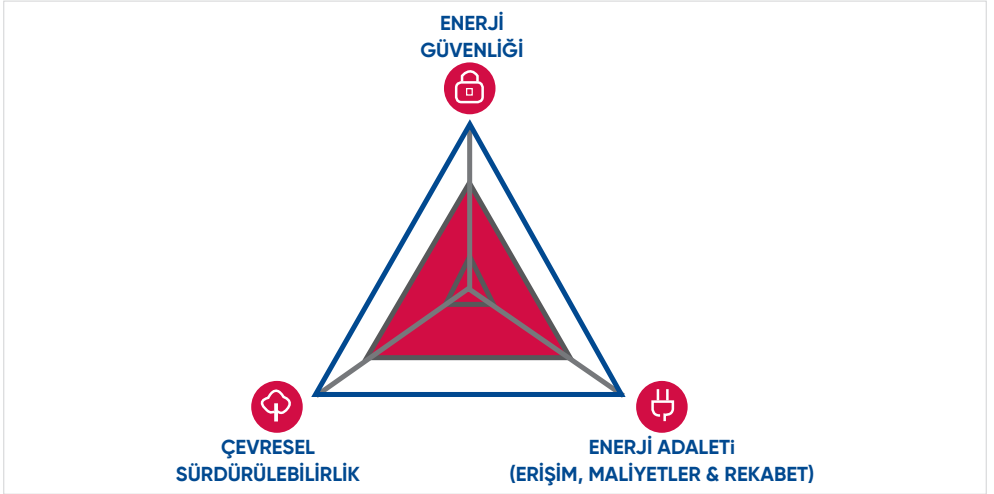 ENERJİ
GÜVENLİĞİ
ÇEVRESEL
SÜRDÜRÜLEBİLİRLİK
ENERJİ ADALETi
(ERİŞİM, MALİYETLER & REKABET)